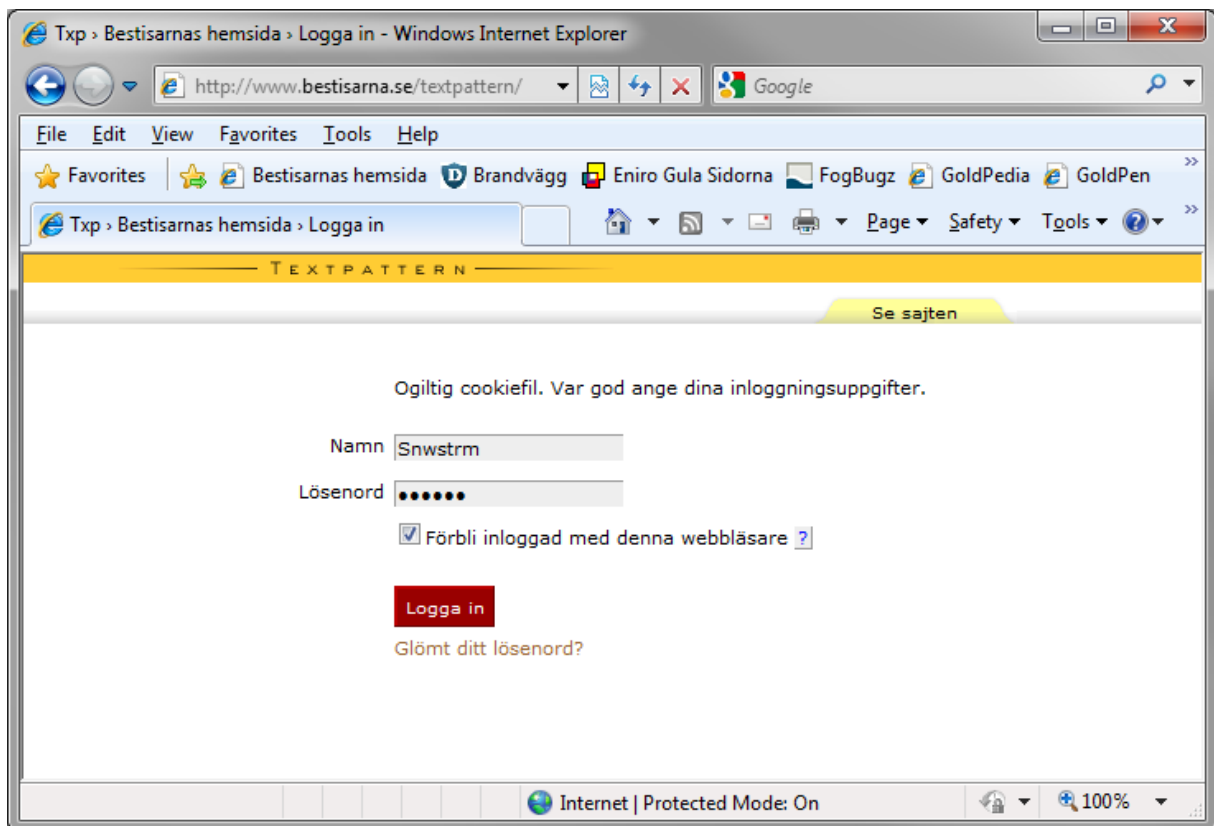 Txp › Bestisarnas hemsida › Logga in - Windows Internet Explorer
http://www.bestisarna.se/textpattern/ Google
File Edit View Favorites Tools Help
Favorites Bestisarnas hemsida Brandvägg Eniro Gula Sidorna FogBugz GoldPedia GoldPen
Txp › Bestisarnas hemsida › Logga in Page Safety Tools
TEXTPATTERN
Se sajten
Ogiltig cookiefil. Var god ange dina inloggningsuppgifter.
Namn Snwstrm
Lösenord ••••••
Förbli inloggad med denna webbläsare ?
Logga in
Glömt ditt lösenord?
Internet | Protected Mode: On 100%